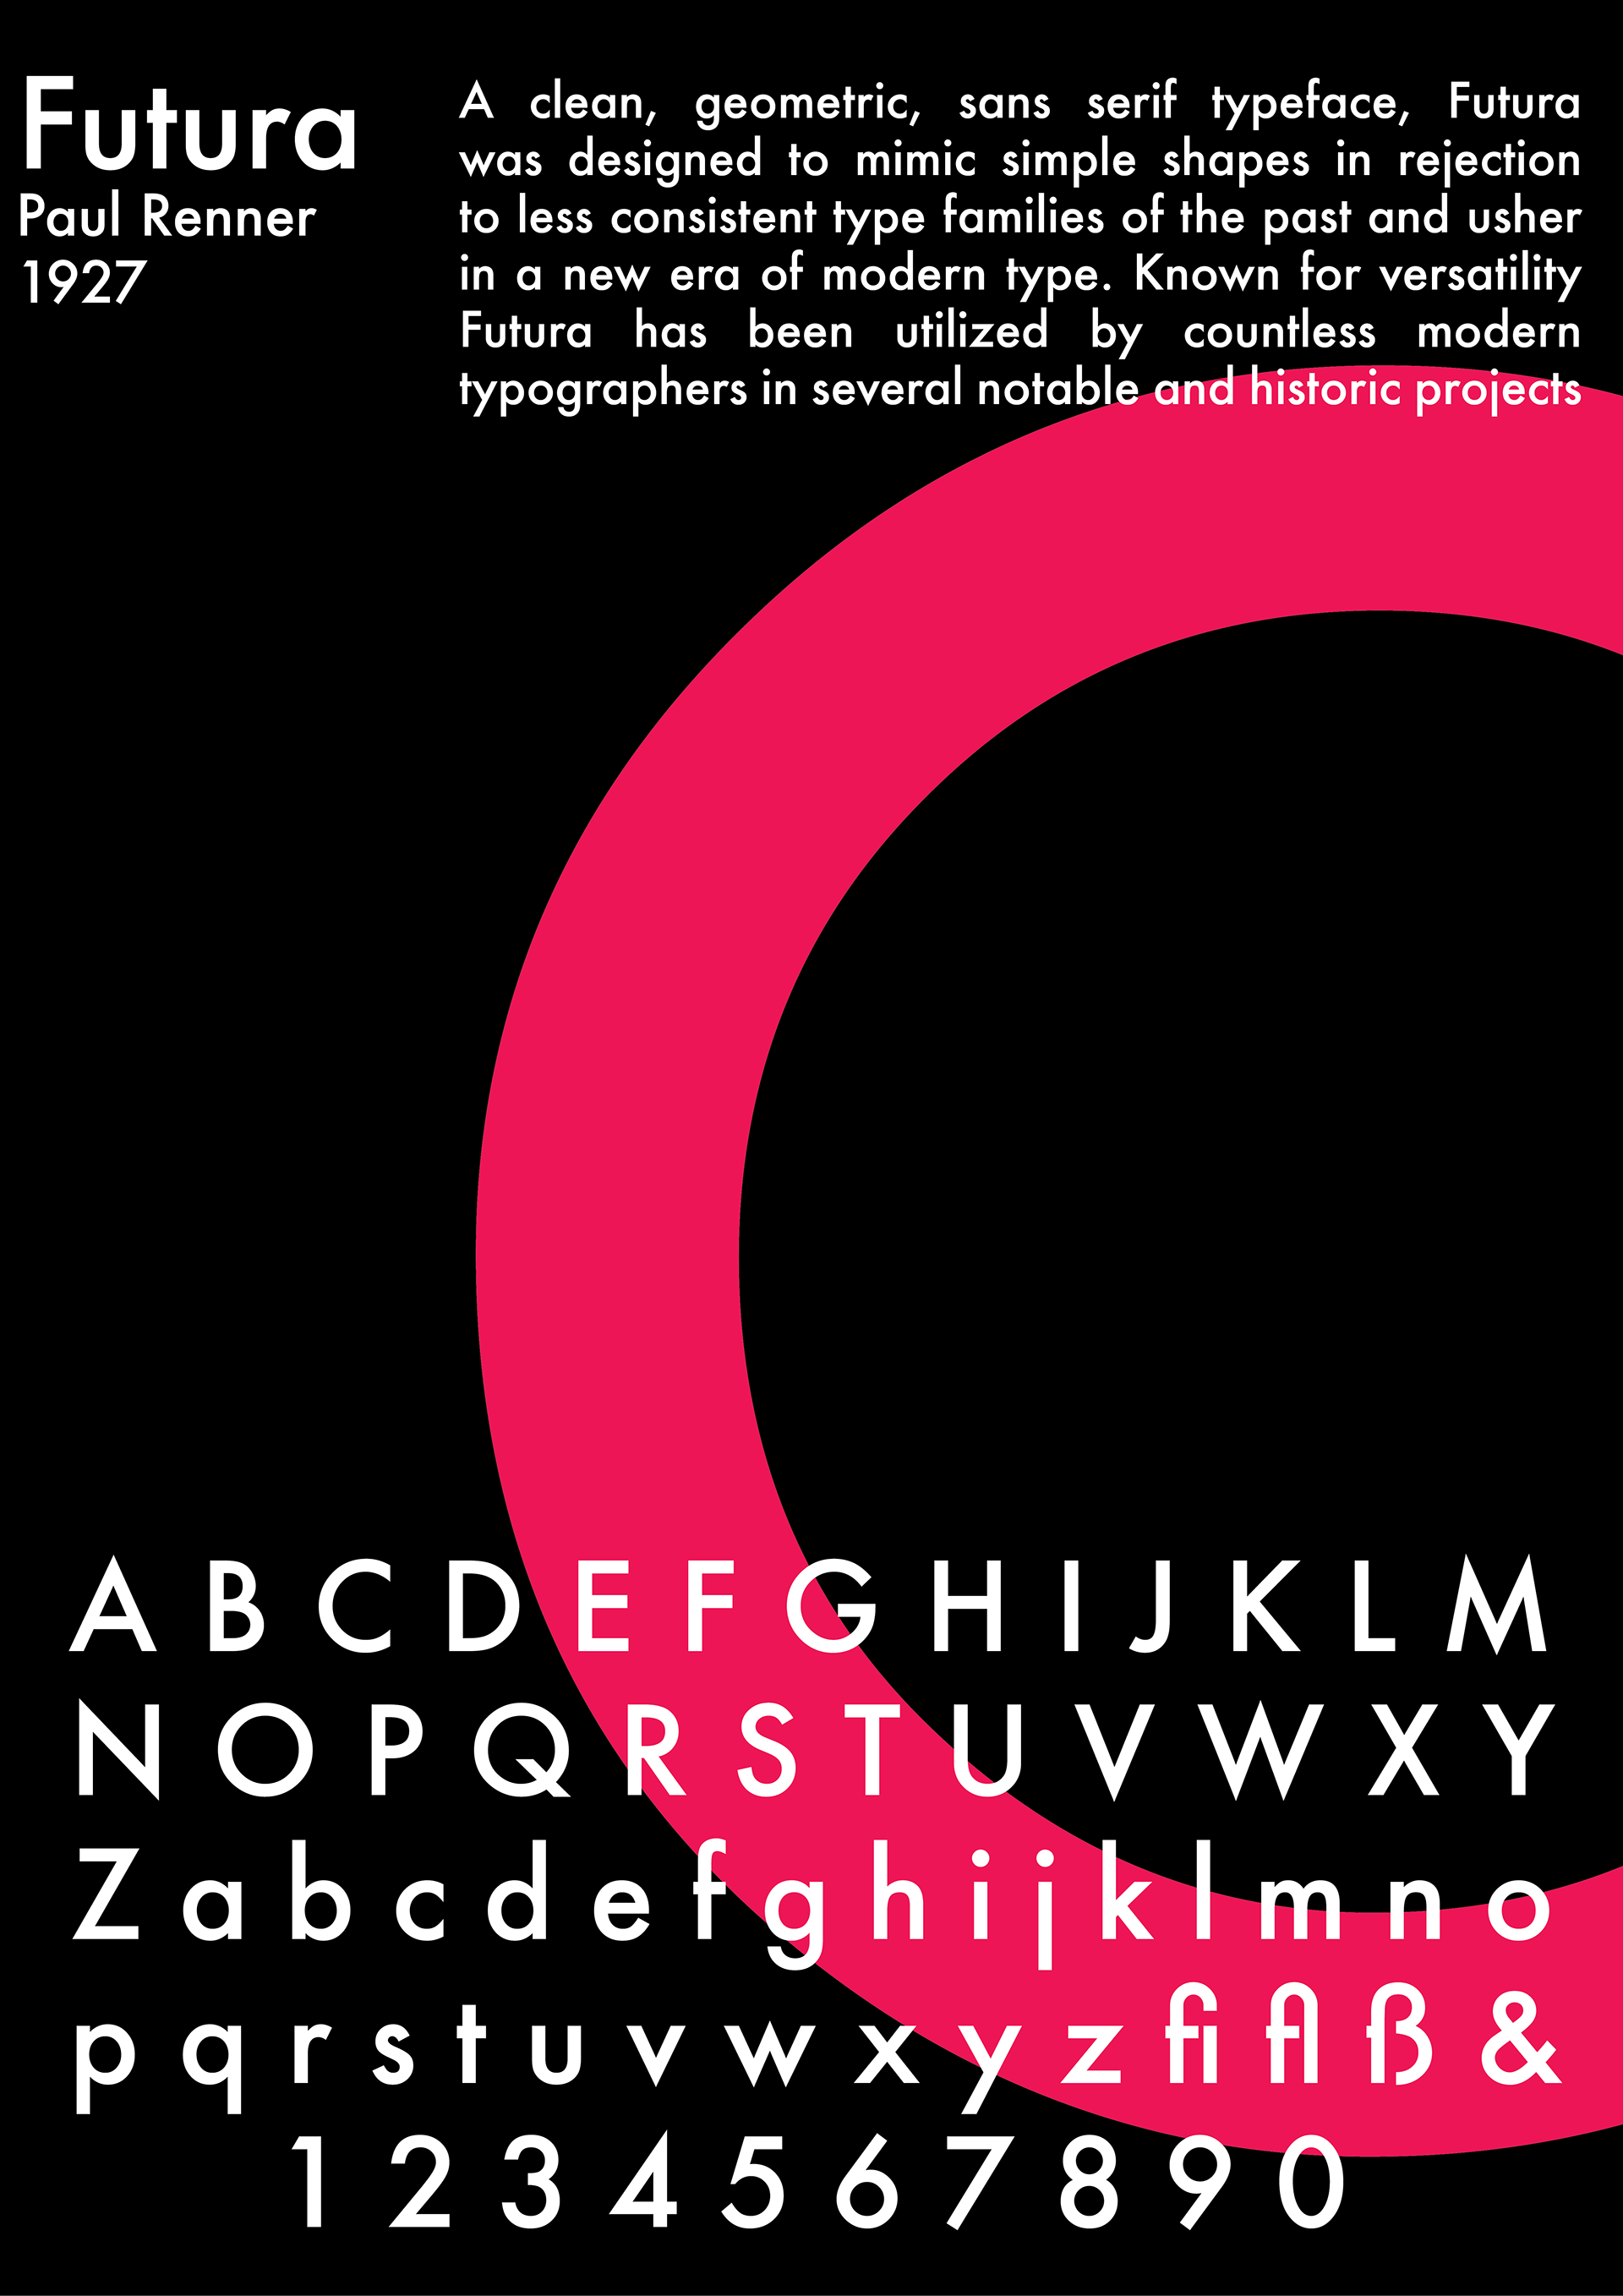 Futura
Paul Renner
1927
A clean, geometric, sans serif typeface, Futura
was designed to mimic simple shapes in rejection
to less consistent type families of the past and usher
in a new era of modern type. Known for versatility
Futura has been utilized by countless modern
typographers in several notable and historic projects
A B C D E F G H I J K L M
N O P Q R S T U V W X Y
Z a b c d e f g h i j k l m n o
p q r s t u v w x y z fi fl ß &
1 2 3 4 5 6 7 8 9 0